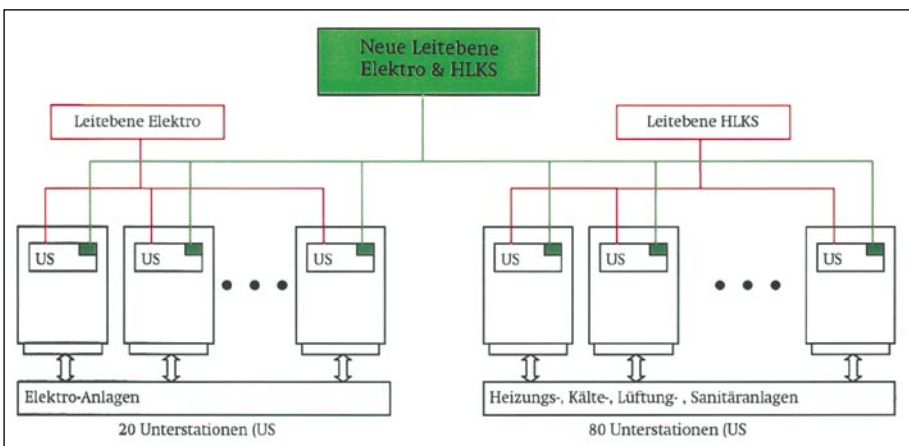 Neue Leitebene
Elektro & HLKS
Leitebene Elektro
Leitebene HLKS
US
US
US
US
US
US
Elektro-Anlagen
Heizungs-, Kälte-, Lüftung- , Sanitäranlagen
20 Unterstationen (US
80 Unterstationen (US